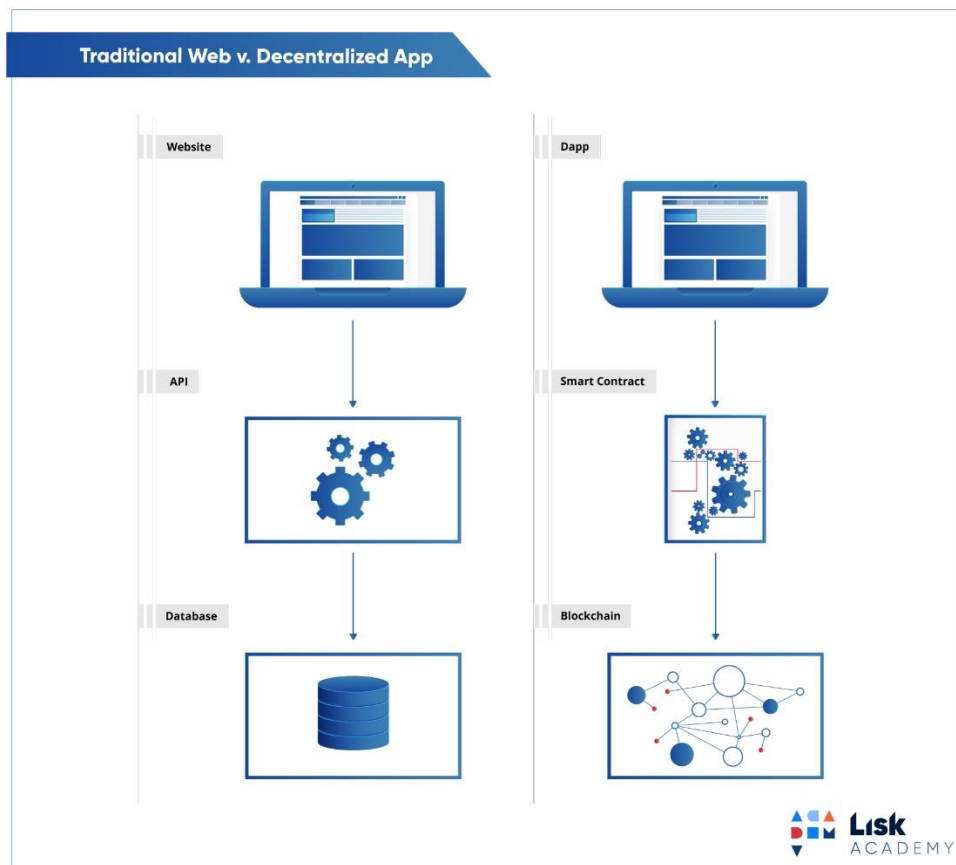 Traditional Web v. Decentralized App
Website
Dapp
API
Smart Contract
Database
Blockchain
Lisk
ACADEMY